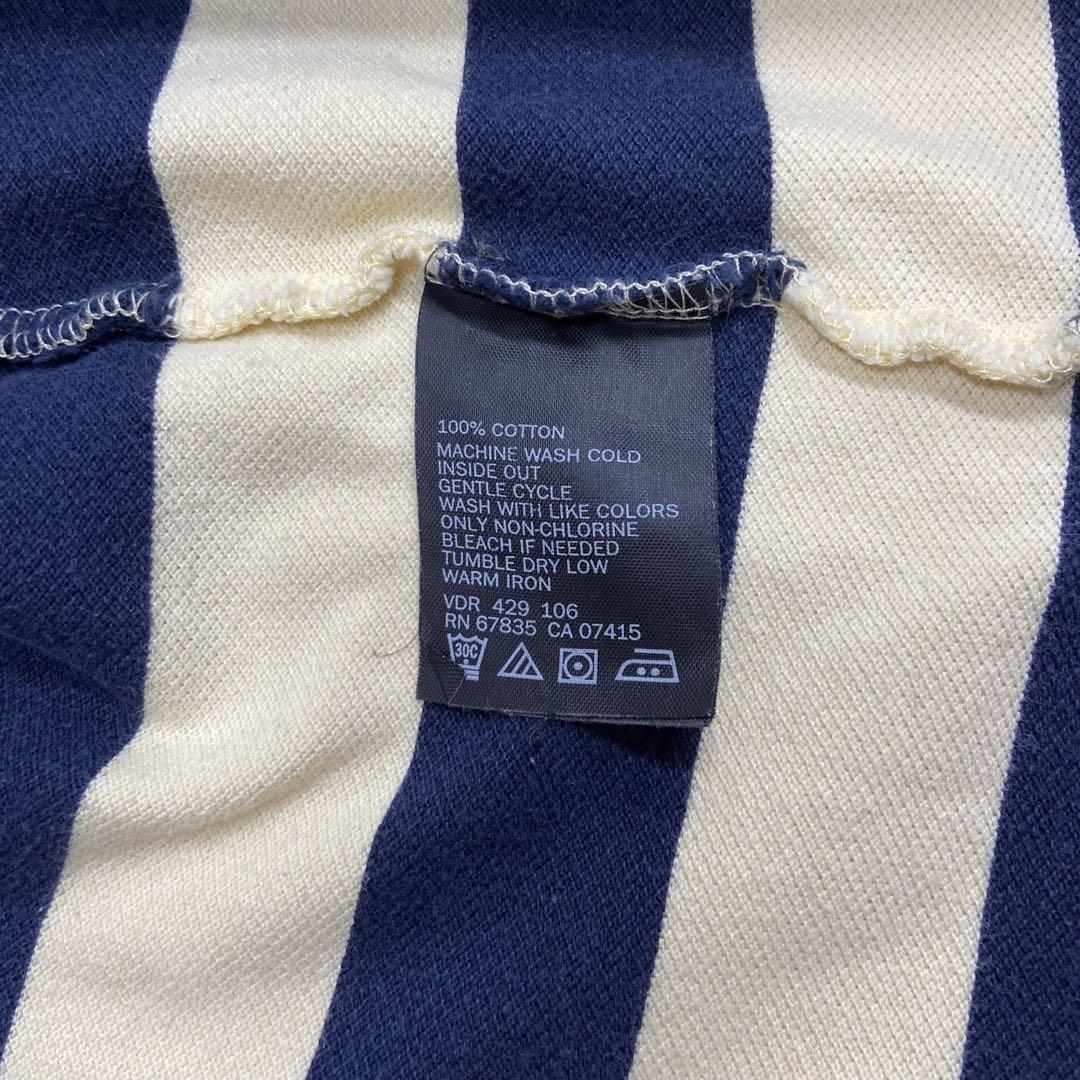 100% COTTON
MACHINE WASH COLD
INSIDE OUT
GENTLE CYCLE
WASH WITH LIKE COLORS
ONLY NON-CHLORINE
BLEACH IF NEEDED
TUMBLE DRY LOW
WARM IRON
VDR 429 106
RN 67835 CA 07415
30C